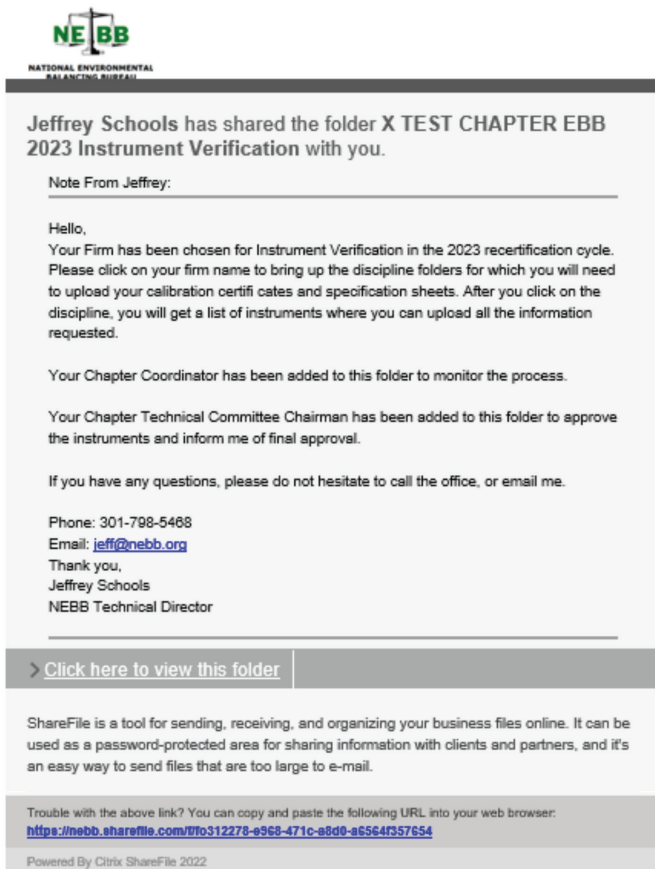 NEBB
NATIONAL ENVIRONMENTAL
BALANCING BUREAU
Jeffrey Schools has shared the folder X TEST CHAPTER EBB
2023 Instrument Verification with you.
Note From Jeffrey:
Hello,
Your Firm has been chosen for Instrument Verification in the 2023 recertification cycle.
Please click on your firm name to bring up the discipline folders for which you will need
to upload your calibration certifi cates and specification sheets. After you click on the
discipline, you will get a list of instruments where you can upload all the information
requested.
Your Chapter Coordinator has been added to this folder to monitor the process.
Your Chapter Technical Committee Chairman has been added to this folder to approve
the instruments and inform me of final approval.
If you have any questions, please do not hesitate to call the office, or email me.
Phone: 301-798-5468
Email: jeff@nebb.org
Thank you,
Jeffrey Schools
NEBB Technical Director
> Click here to view this folder
ShareFile is a tool for sending, receiving, and organizing your business files online. It can be
used as a password-protected area for sharing information with clients and partners, and it's
an easy way to send files that are too large to e-mail.
Trouble with the above link? You can copy and paste the following URL into your web browser:
https://nebb.sharefile.com/f/fo312278-e968-471c-a8d0-a6564f357654
Powered By Citrix ShareFile 2022